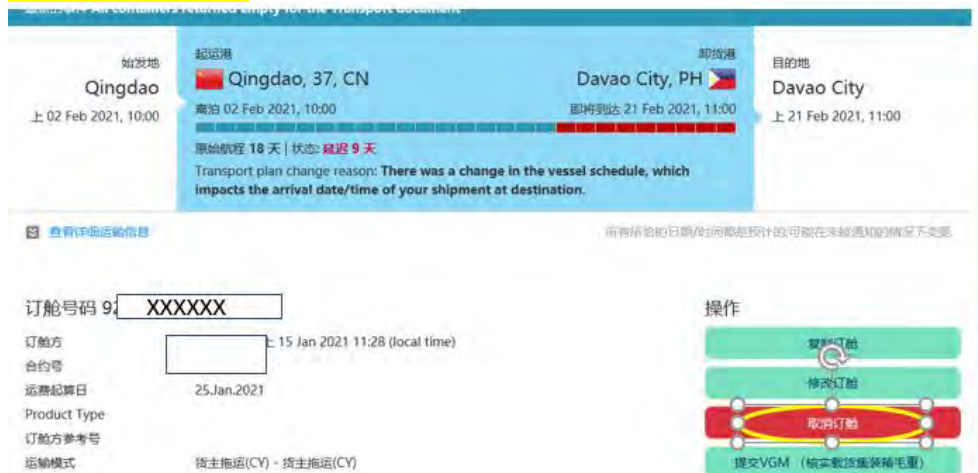 All containers returned Empty for the Transport document
始发地
Qingdao
上 02 Feb 2021, 10:00
起运港
Qingdao, 37, CN
离泊 02 Feb 2021, 10:00
卸货港
Davao City, PH
即将到达 21 Feb 2021, 11:00
原始航程 18 天 | 状态: 延迟 9 天
Transport plan change reason: There was a change in the vessel schedule, which
impacts the arrival date/time of your shipment at destination.
目的地
Davao City
上 21 Feb 2021, 11:00
查看详细运输信息
所有所给的日期/时间都是预计的;可能在未被通知的情况下变更
订舱号码 92 XXXXXX
订舱方
上 15 Jan 2021 11:28 (local time)
合约号
运费起算日 25.Jan.2021
Product Type
订舱方参考号
运输模式 货主拖运(CY) - 货主拖运(CY)
操作
复制订舱
修改订舱
取消订舱
提交VGM （核实载货集装箱毛重）